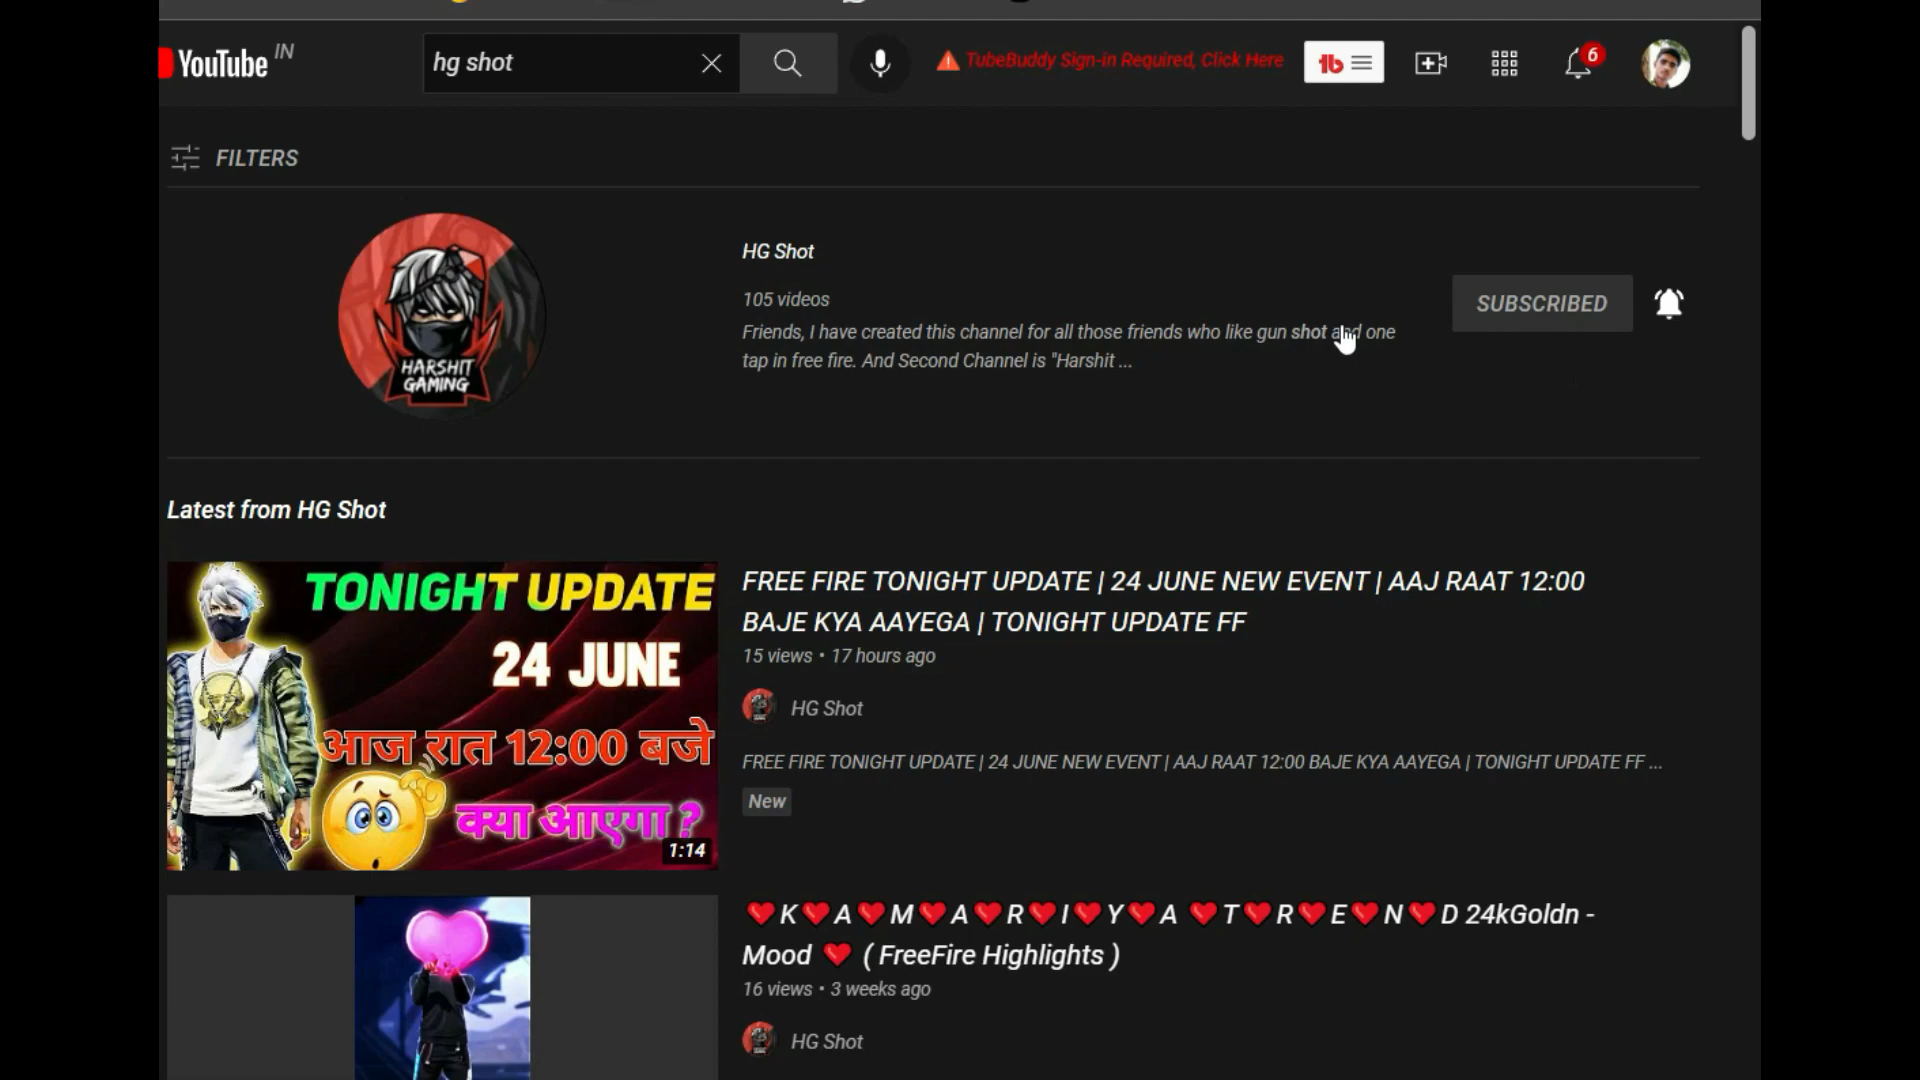 YouTube IN
hg shot
TubeBuddy Sign-in Required, Click Here
tb
6
FILTERS
HARSHIT
GAMING
HG Shot
105 videos
Friends, I have created this channel for all those friends who like gun shot and one
tap in free fire. And Second Channel is "Harshit ...
SUBSCRIBED
Latest from HG Shot
TONIGHT UPDATE
24 JUNE
आज रात 12:00 बजे
क्या आएगा ?
1:14
FREE FIRE TONIGHT UPDATE | 24 JUNE NEW EVENT | AAJ RAAT 12:00
BAJE KYA AAYEGA | TONIGHT UPDATE FF
15 views • 17 hours ago
HG Shot
FREE FIRE TONIGHT UPDATE | 24 JUNE NEW EVENT | AAJ RAAT 12:00 BAJE KYA AAYEGA | TONIGHT UPDATE FF ...
New
❤️K❤️A❤️M❤️A❤️R❤️I❤️Y❤️A ❤️T❤️R❤️E❤️N❤️D 24kGoldn -
Mood ❤️ ( FreeFire Highlights )
16 views • 3 weeks ago
HG Shot